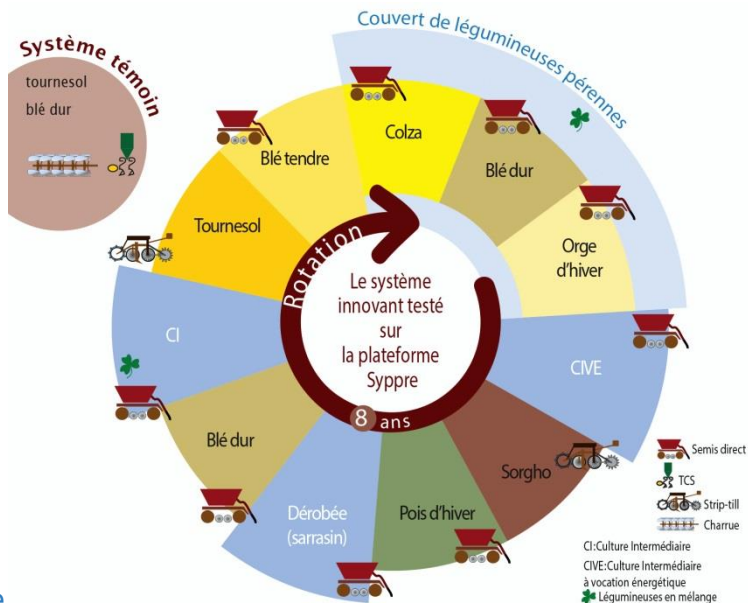 Système témoin
tournesol
blé dur
Couvert de légumineuses pérennes
Colza
Blé dur
Orge
d'hiver
CIVE
Sorgho
Pois d'hiver
Dérobée
(sarrasin)
Blé dur
CI
Tournesol
Blé tendre
Rotation
8 ans
Le système
innovant testé
sur
la plateforme
Syppre
Semis direct
TCS
Strip-till
Charrue
CI:Culture Intermédiaire
CIVE:Culture Intermédiaire
à vocation énergétique
Légumineuses en mélange